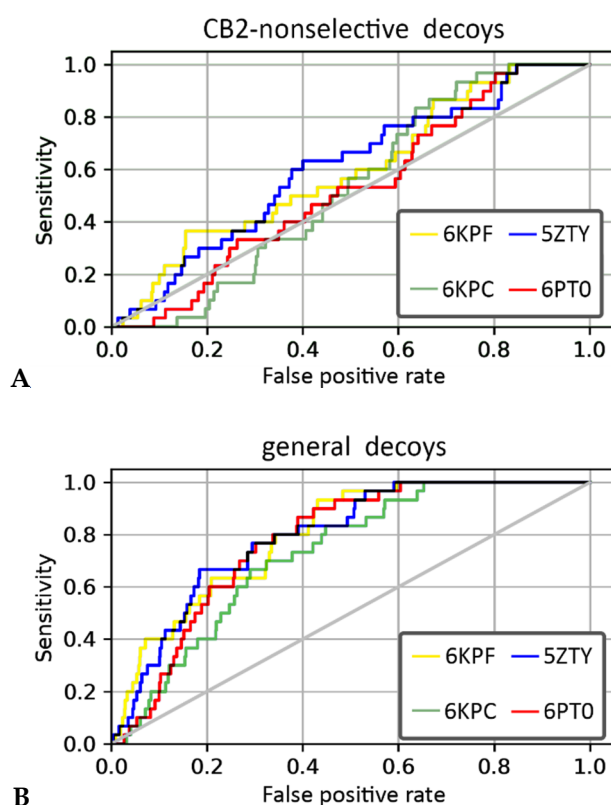 CB2-nonselective decoys
1.0
0.8
0.6
0.4
0.2
0.0
Sensitivity
6KPF 5ZTY
6KPC 6PT0
0.0 0.2 0.4 0.6 0.8 1.0
False positive rate
A
general decoys
1.0
0.8
0.6
0.4
0.2
0.0
Sensitivity
6KPF 5ZTY
6KPC 6PT0
0.0 0.2 0.4 0.6 0.8 1.0
False positive rate
B